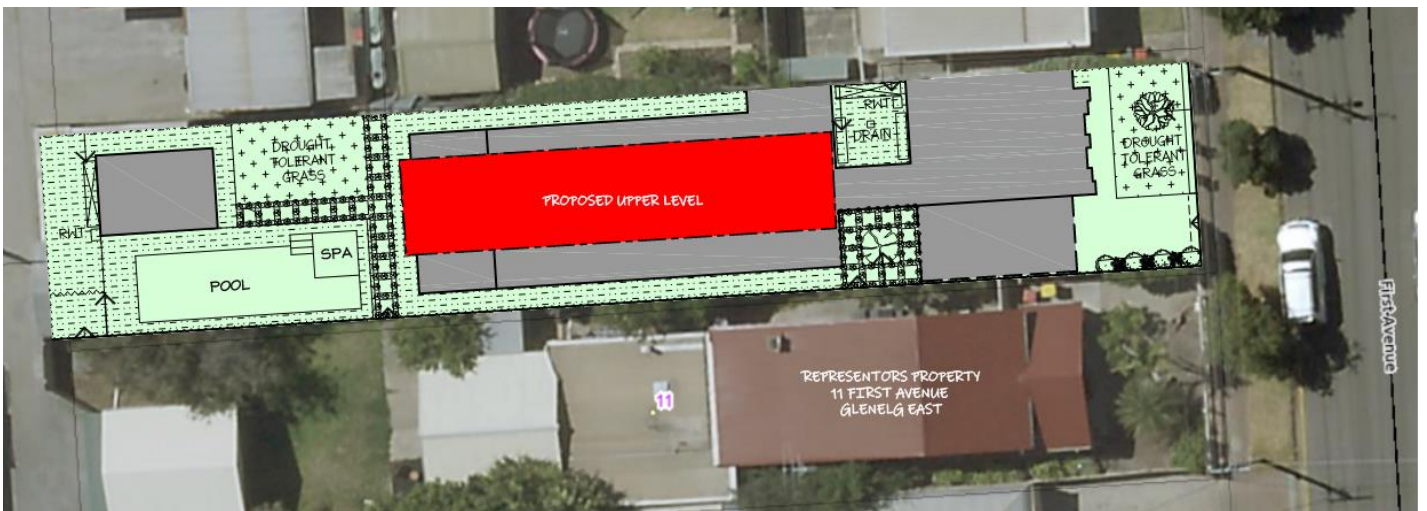 RWT
DROUGHT
TOLERANT
GRASS
SPA
POOL
PROPOSED UPPER LEVEL
RWT
DRAIN
DROUGHT
TOLERANT
GRASS
REPRESENTORS PROPERTY
11 FIRST AVENUE
GLENELG EAST
11
First Avenue